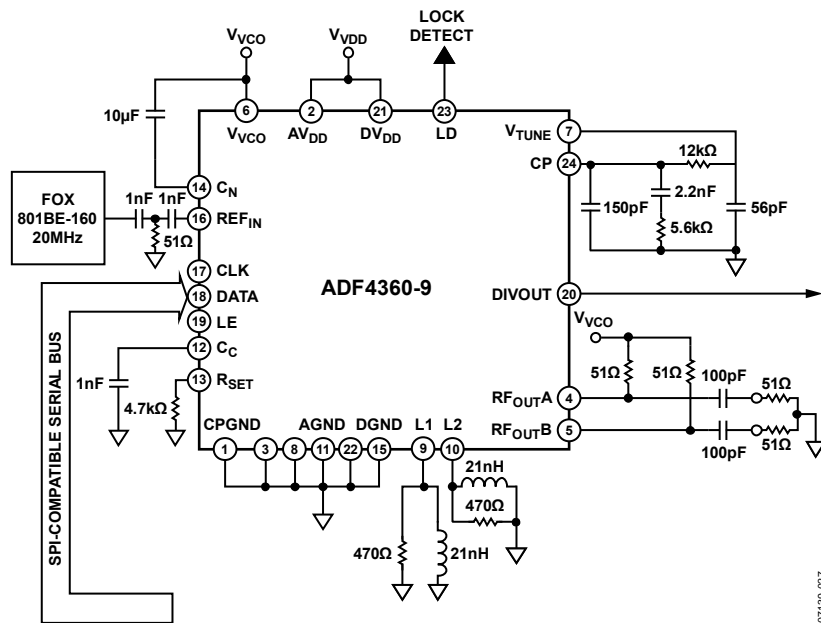 LOCK
DETECT
VVCO
VVDD
10µF
6
2
21
23
VVCO
AVDD
DVDD
LD
VTUNE
7
CP
24
12kΩ
2.2nF
150pF
5.6kΩ
56pF
FOX
801BE-160
20MHz
1nF
1nF
51Ω
14
CN
16
REFIN
17
CLK
18
DATA
19
LE
12
CC
13
RSET
1nF
4.7kΩ
ADF4360-9
DIVOUT
20
VVCO
51Ω
51Ω
100pF
51Ω
RFOUTA
4
RFOUTB
5
100pF
51Ω
CPGND
AGND
DGND
L1
L2
1
3
8
11
22
15
9
10
21nH
470Ω
470Ω
21nH
SPI-COMPATIBLE SERIAL BUS